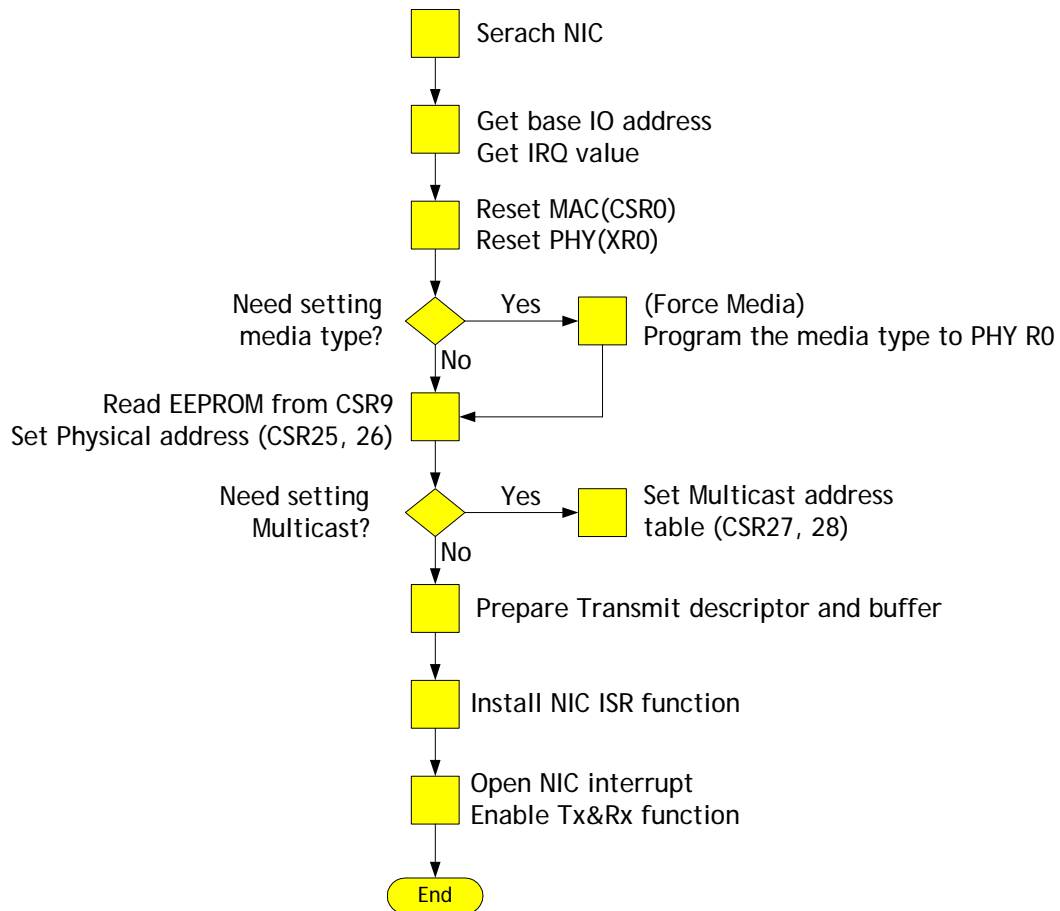 Serach NIC
Get base IO address
Get IRQ value
Reset MAC(CSR0)
Reset PHY(XR0)
Need setting
media type?
Yes
(Force Media)
Program the media type to PHY R0
No
Read EEPROM from CSR9
Set Physical address (CSR25, 26)
Need setting
Multicast?
Yes
Set Multicast address
table (CSR27, 28)
No
Prepare Transmit descriptor and buffer
Install NIC ISR function
Open NIC interrupt
Enable Tx&Rx function
End